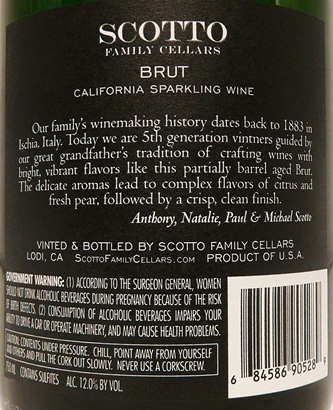 SCOTTO
FAMILY CELLARS
BRUT
CALIFORNIA SPARKLING WINE
Our family's winemaking history dates back to 1883 in
Ischia, Italy. Today we are 5th generation vintners guided by
our great grandfather's tradition of crafting wines with
bright, vibrant flavors like this partially barrel aged Brut.
The delicate aromas lead to complex flavors of citrus and
fresh pear, followed by a crisp, clean finish.
Anthony, Natalie, Paul & Michael Scotto
VINTED & BOTTLED BY SCOTTO FAMILY CELLARS
LODI, CA SCOTTOFAMILYCELLARS.COM PRODUCT OF U.S.A.
GOVERNMENT WARNING: (1) ACCORDING TO THE SURGEON GENERAL, WOMEN
SHOULD NOT DRINK ALCOHOLIC BEVERAGES DURING PREGNANCY BECAUSE OF THE RISK
OF BIRTH DEFECTS. (2) CONSUMPTION OF ALCOHOLIC BEVERAGES IMPAIRS YOUR
ABILITY TO DRIVE A CAR OR OPERATE MACHINERY, AND MAY CAUSE HEALTH PROBLEMS.
CAUTION: CONTENTS UNDER PRESSURE. CHILL, POINT AWAY FROM YOURSELF
AND OTHERS AND PULL THE CORK OUT SLOWLY. NEVER USE A CORKSCREW.
750ML CONTAINS SULFITES ALC. 12.0% BY VOL.
6 84586 90528 9